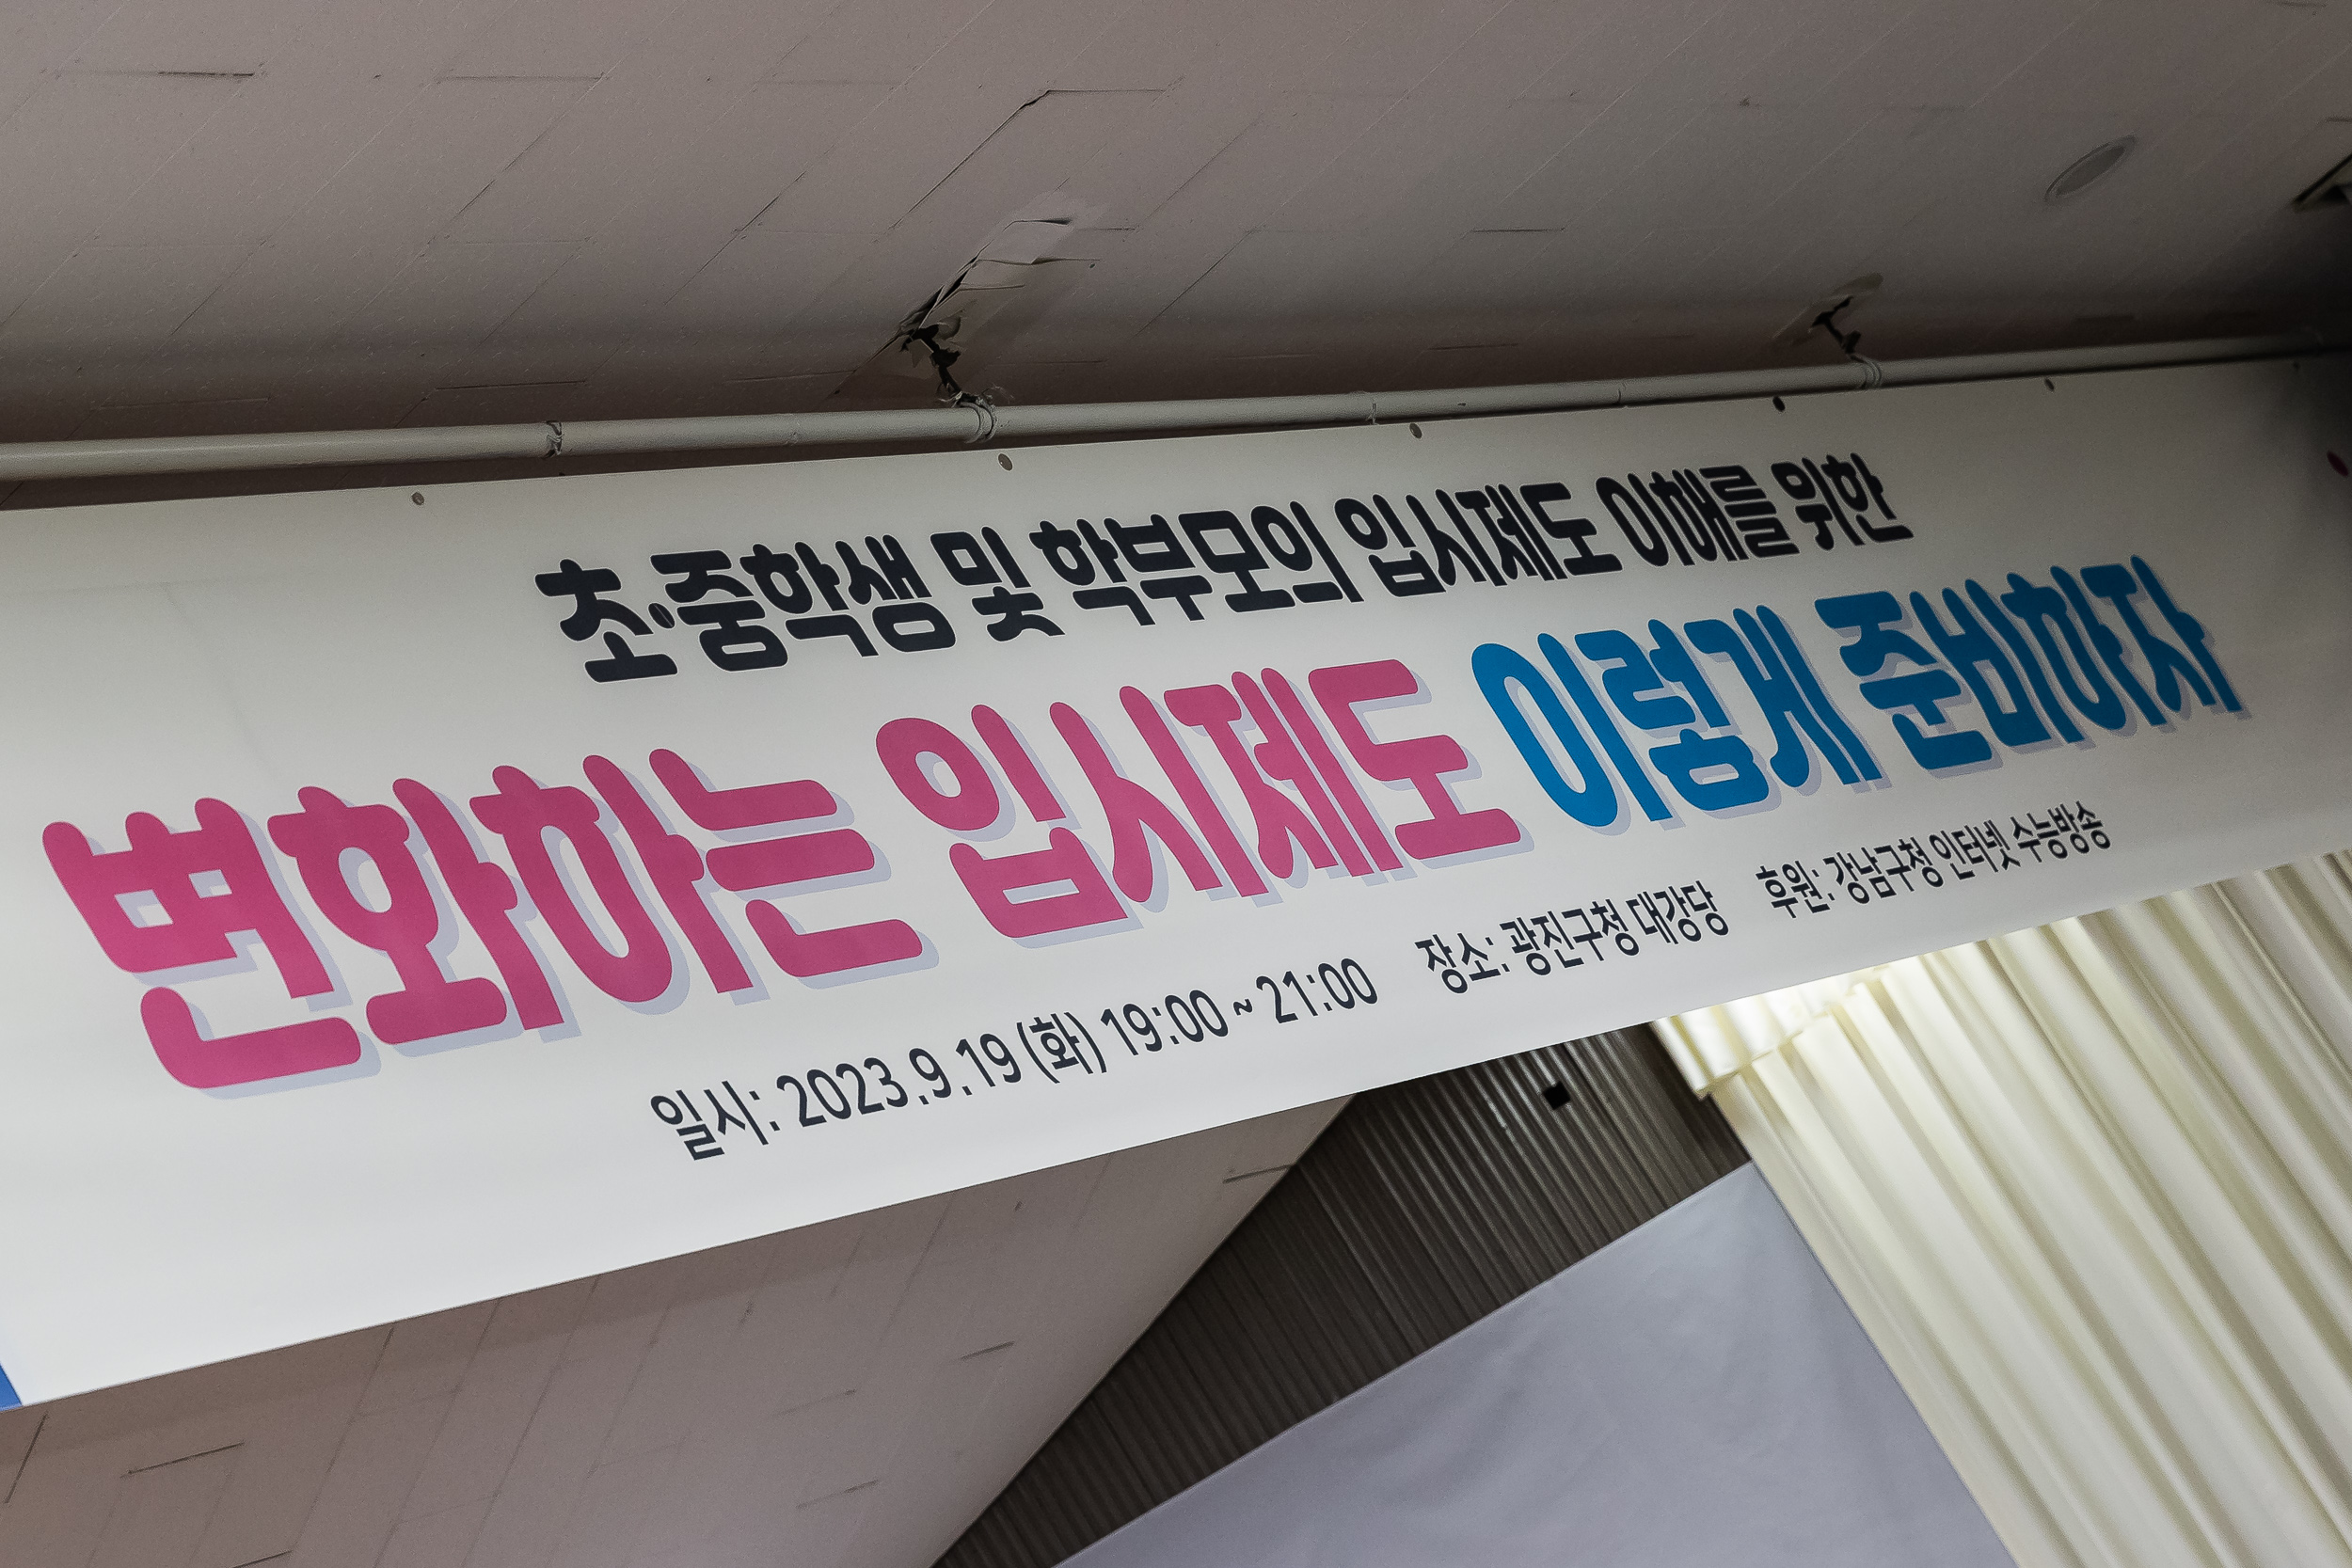 초·중학생 및 학부모의 입시제도 이해를 위한
변화하는 입시제도 이렇게 준비하자
일시: 2023.9.19 (화) 19:00 ~ 21:00 장소: 광진구청 대강당 후원: 강남구청 인터넷 수능방송